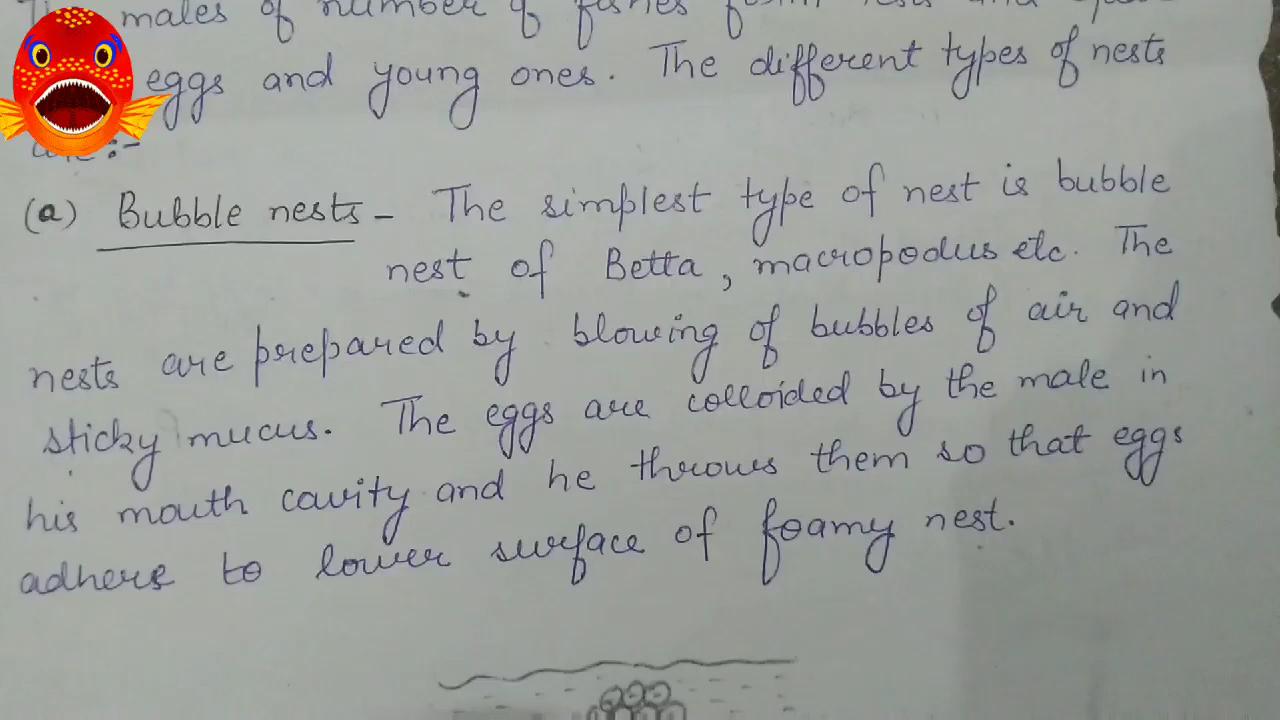 males of number of fishes form nests and
eggs and young ones. The different types of nests
are :-
(a) Bubble nests - The simplest type of nest is bubble
nest of Betta, macropodus etc. The
nests are prepared by blowing of bubbles of air and
sticky mucus. The eggs are colloided by the male in
his mouth cavity and he throws them so that eggs
adhere to lower surface of foamy nest.